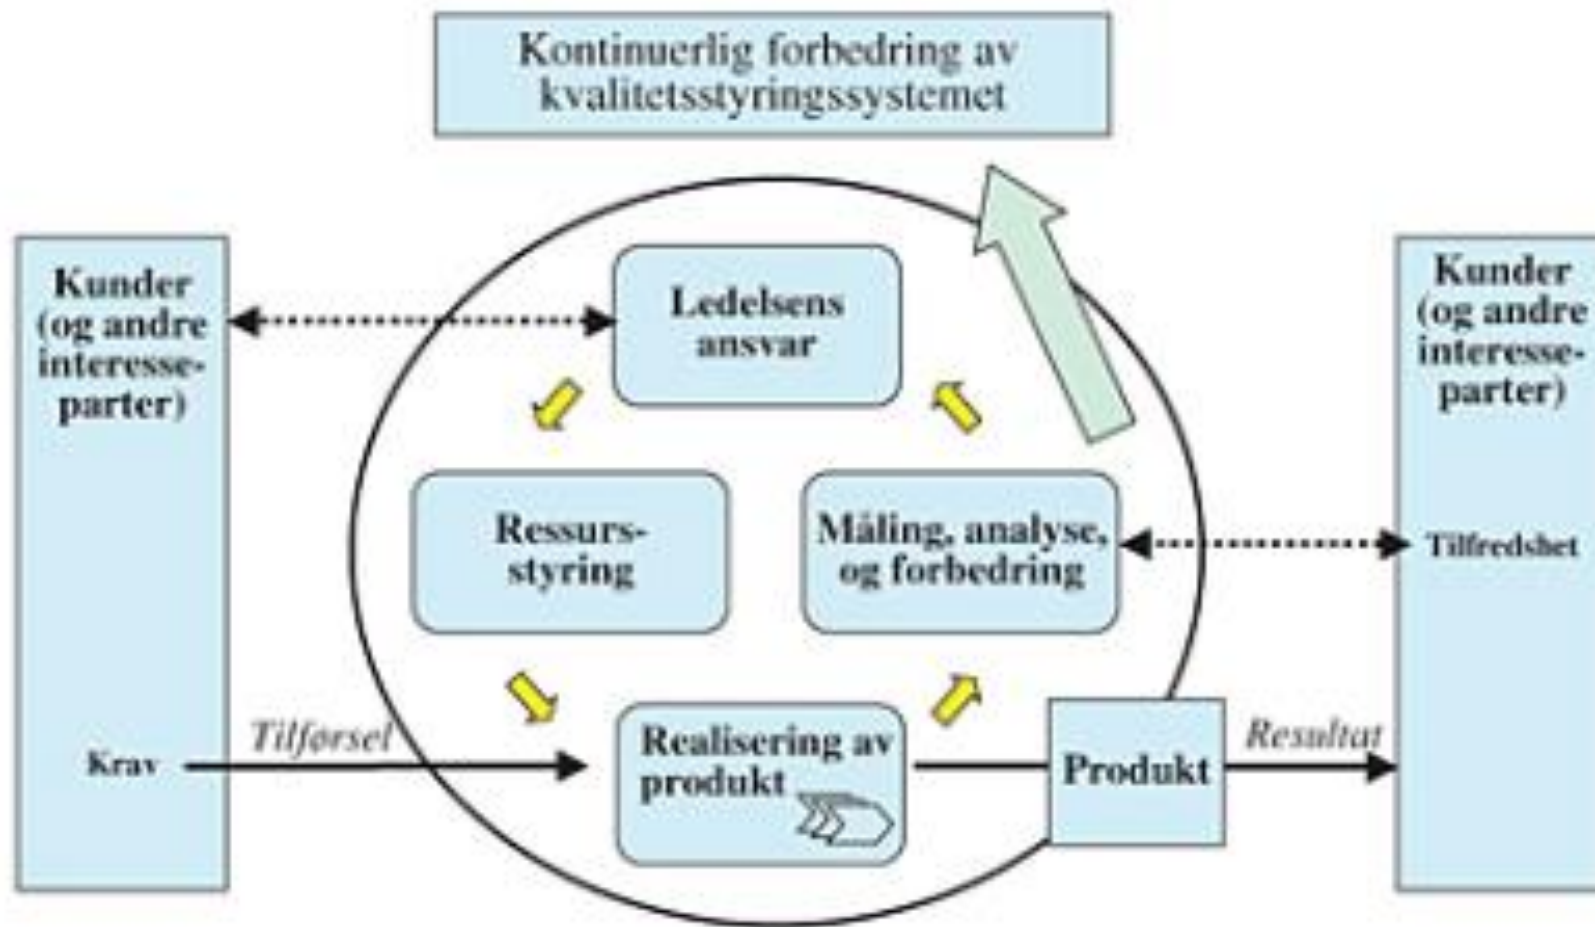 Kontinuerlig forbedring av
kvalitetsstyringssystemet
Kunder
(og andre
interesse-
parter)
Krav
Tilførsel
Ledelsens
ansvar
Ressurs-
styring
Måling, analyse,
og forbedring
Realisering av
produkt
Produkt
Resultat
Kunder
(og andre
interesse-
parter)
Tilfredshet